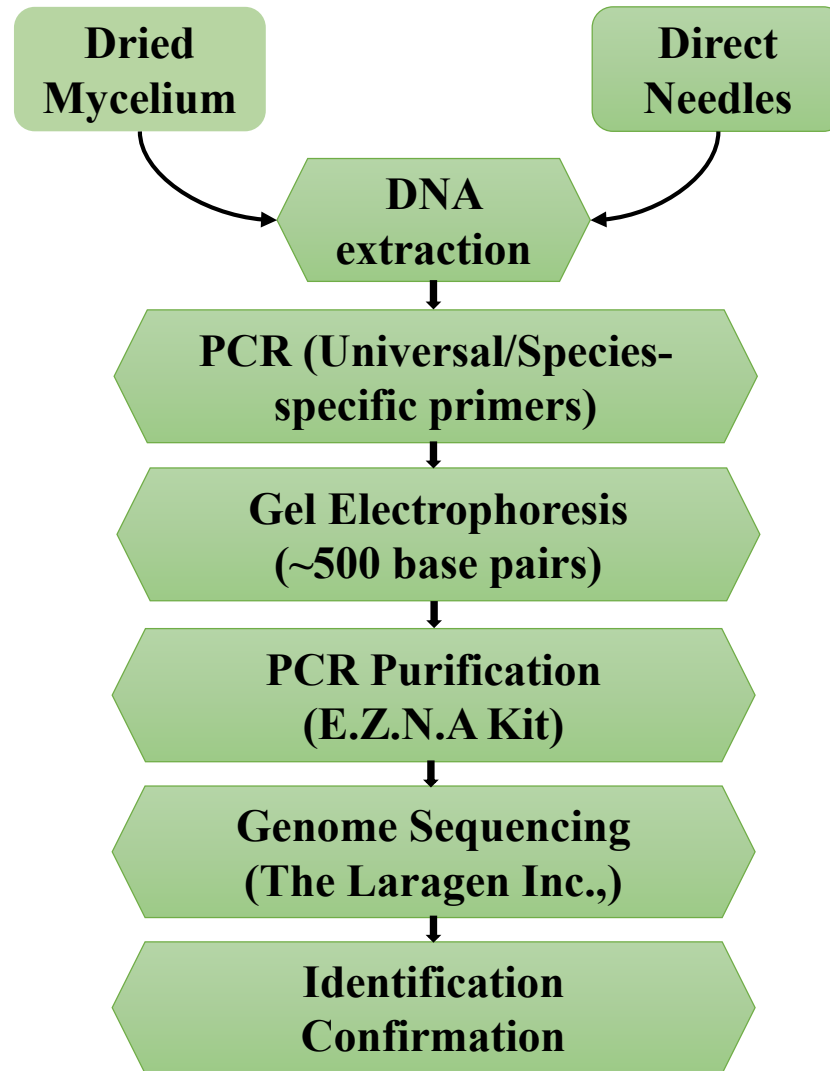 Dried
Mycelium
Direct
Needles
DNA
extraction
PCR (Universal/Species-
specific primers)
Gel Electrophoresis
(~500 base pairs)
PCR Purification
(E.Z.N.A Kit)
Genome Sequencing
(The Laragen Inc.,)
Identification
Confirmation